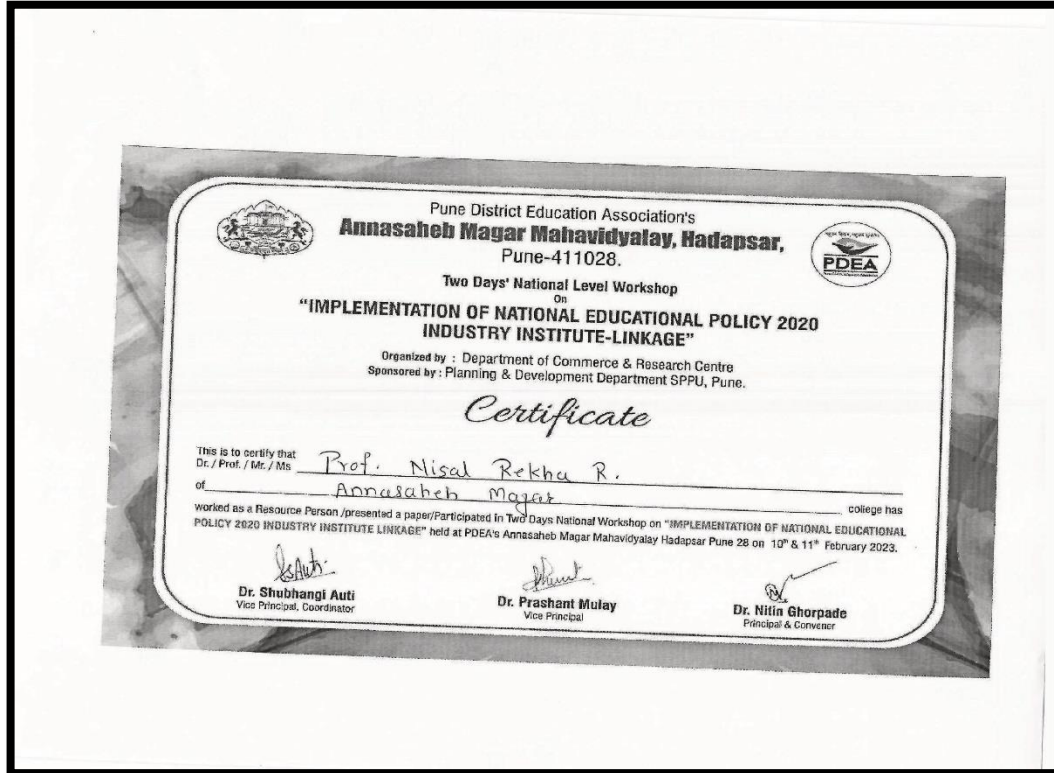 Pune District Education Association's
Annasaheb Magar Mahavidyalay, Hadapsar,
Pune-411028.
PDEA
Two Days' National Level Workshop
On
"IMPLEMENTATION OF NATIONAL EDUCATIONAL POLICY 2020
INDUSTRY INSTITUTE-LINKAGE"
Organized by : Department of Commerce & Research Centre
Sponsored by : Planning & Development Department SPPU, Pune.
Certificate
This is to certify that
Dr. / Prof. / Mr. / Ms Prof. Nisal Rekha R.
of Annasaheb Magar college has
worked as a Resource Person /presented a paper/Participated in Two Days National Workshop on "IMPLEMENTATION OF NATIONAL EDUCATIONAL
POLICY 2020 INDUSTRY INSTITUTE LINKAGE" held at PDEA's Annasaheb Magar Mahavidyalay Hadapsar Pune 28 on 10th & 11th February 2023.
Dr. Shubhangi Auti
Vice Principal, Coordinator
Dr. Prashant Mulay
Vice Principal
Dr. Nitin Ghorpade
Principal & Convener